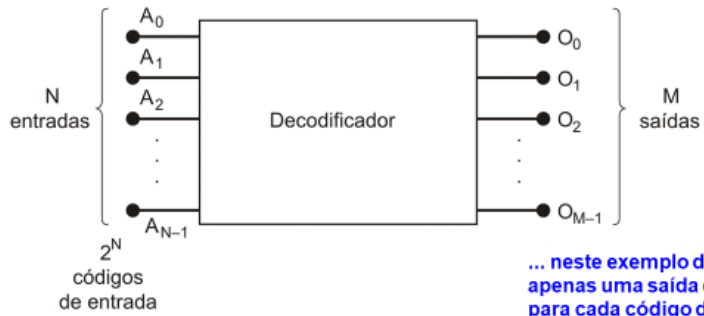 A0
A1
A2
AN–1
N
entradas
2^N
códigos
de entrada
Decodificador
O0
O1
O2
OM–1
M
saídas
... neste exemplo d
apenas uma saída
para cada código d